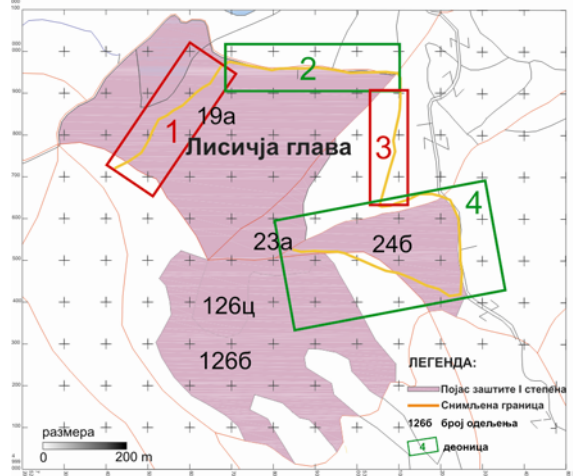 2
19а
1
3
Лисичја глава
4
23а
24б
126ц
126б
ЛЕГЕНДА:
Појас заштите I степена
Снимљена граница
126б број одељења
4 деоница
размера
0 200 m